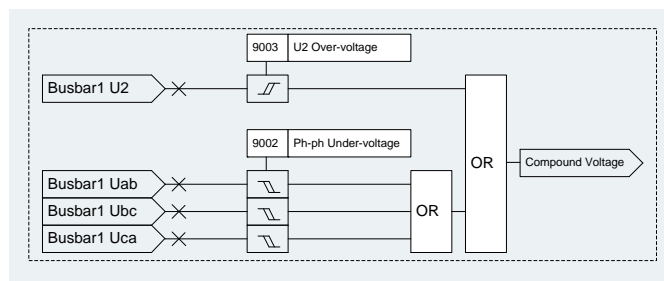 9003 U2 Over-voltage
Busbar1 U2
9002 Ph-ph Under-voltage
OR
Compound Voltage
Busbar1 Uab
Busbar1 Ubc
OR
Busbar1 Uca